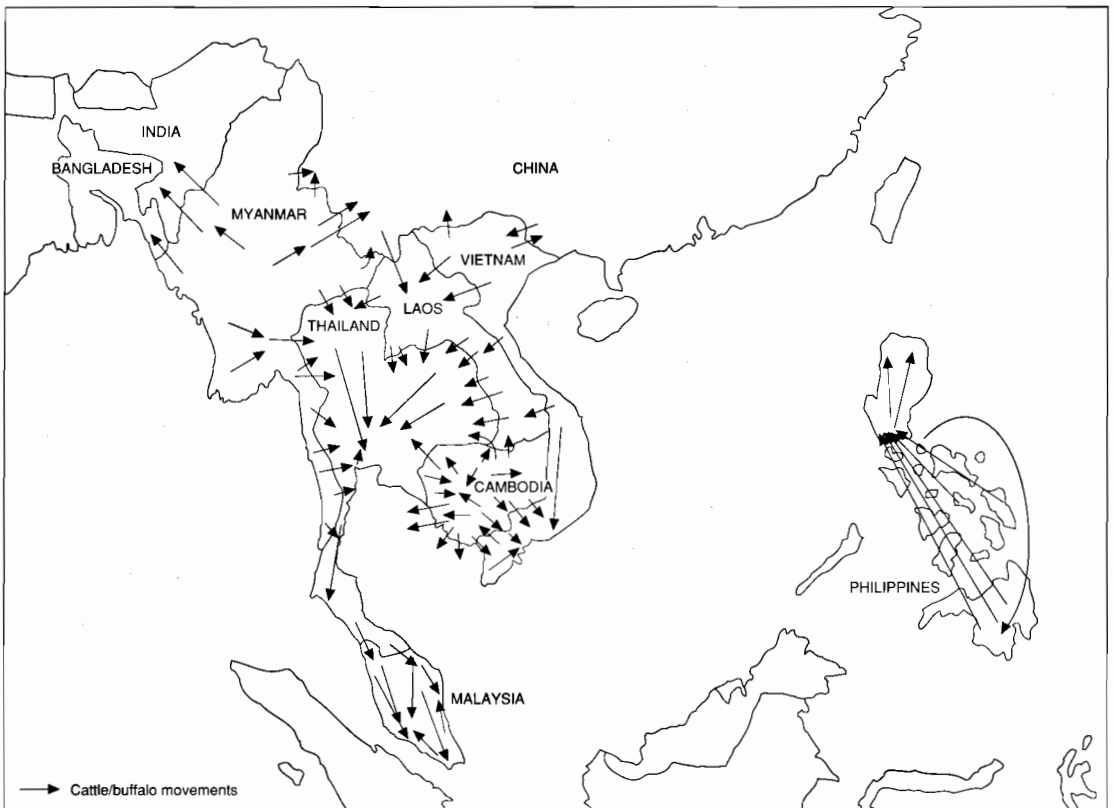 INDIA
BANGLADESH
CHINA
MYANMAR
VIETNAM
LAOS
THAILAND
CAMBODIA
PHILIPPINES
MALAYSIA
Cattle/buffalo movements